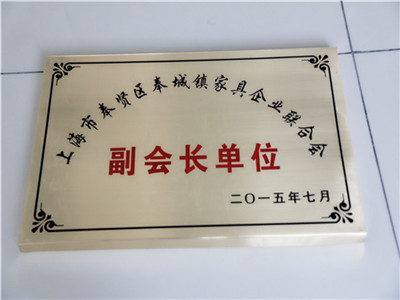 上海市奉贤区奉城镇家具企业联合会
副会长单位
二〇一五年七月